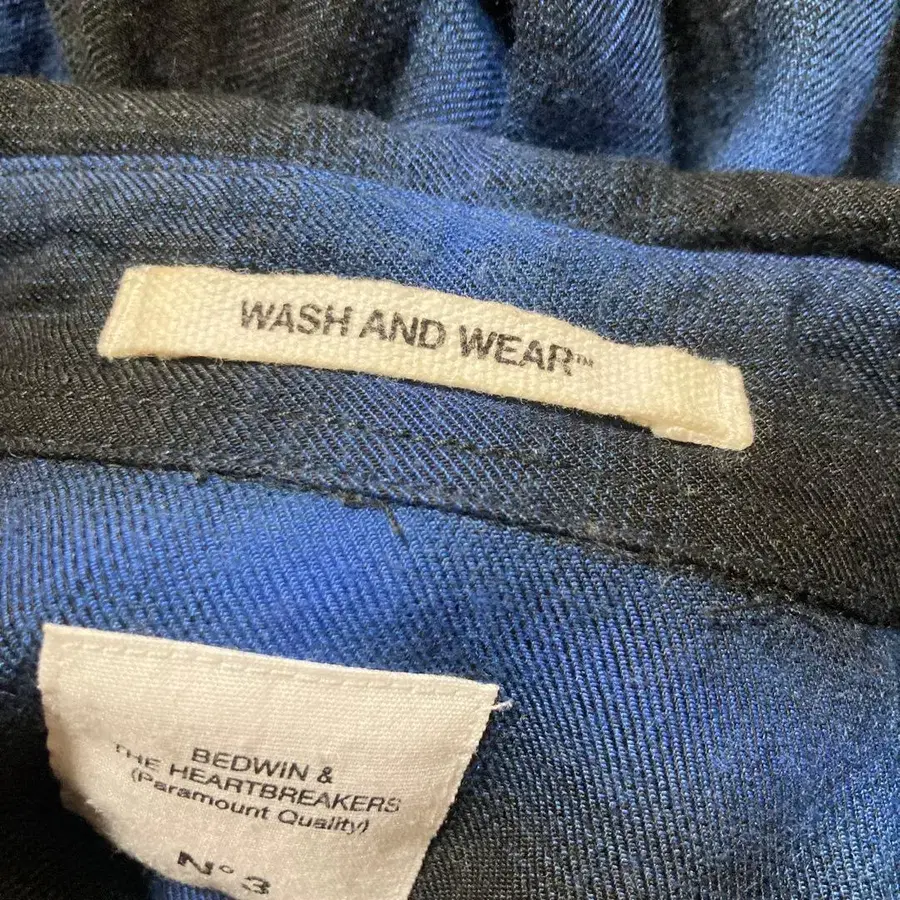 WASH AND WEAR™
BEDWIN &
THE HEARTBREAKERS
(Paramount Quality)
N° 3